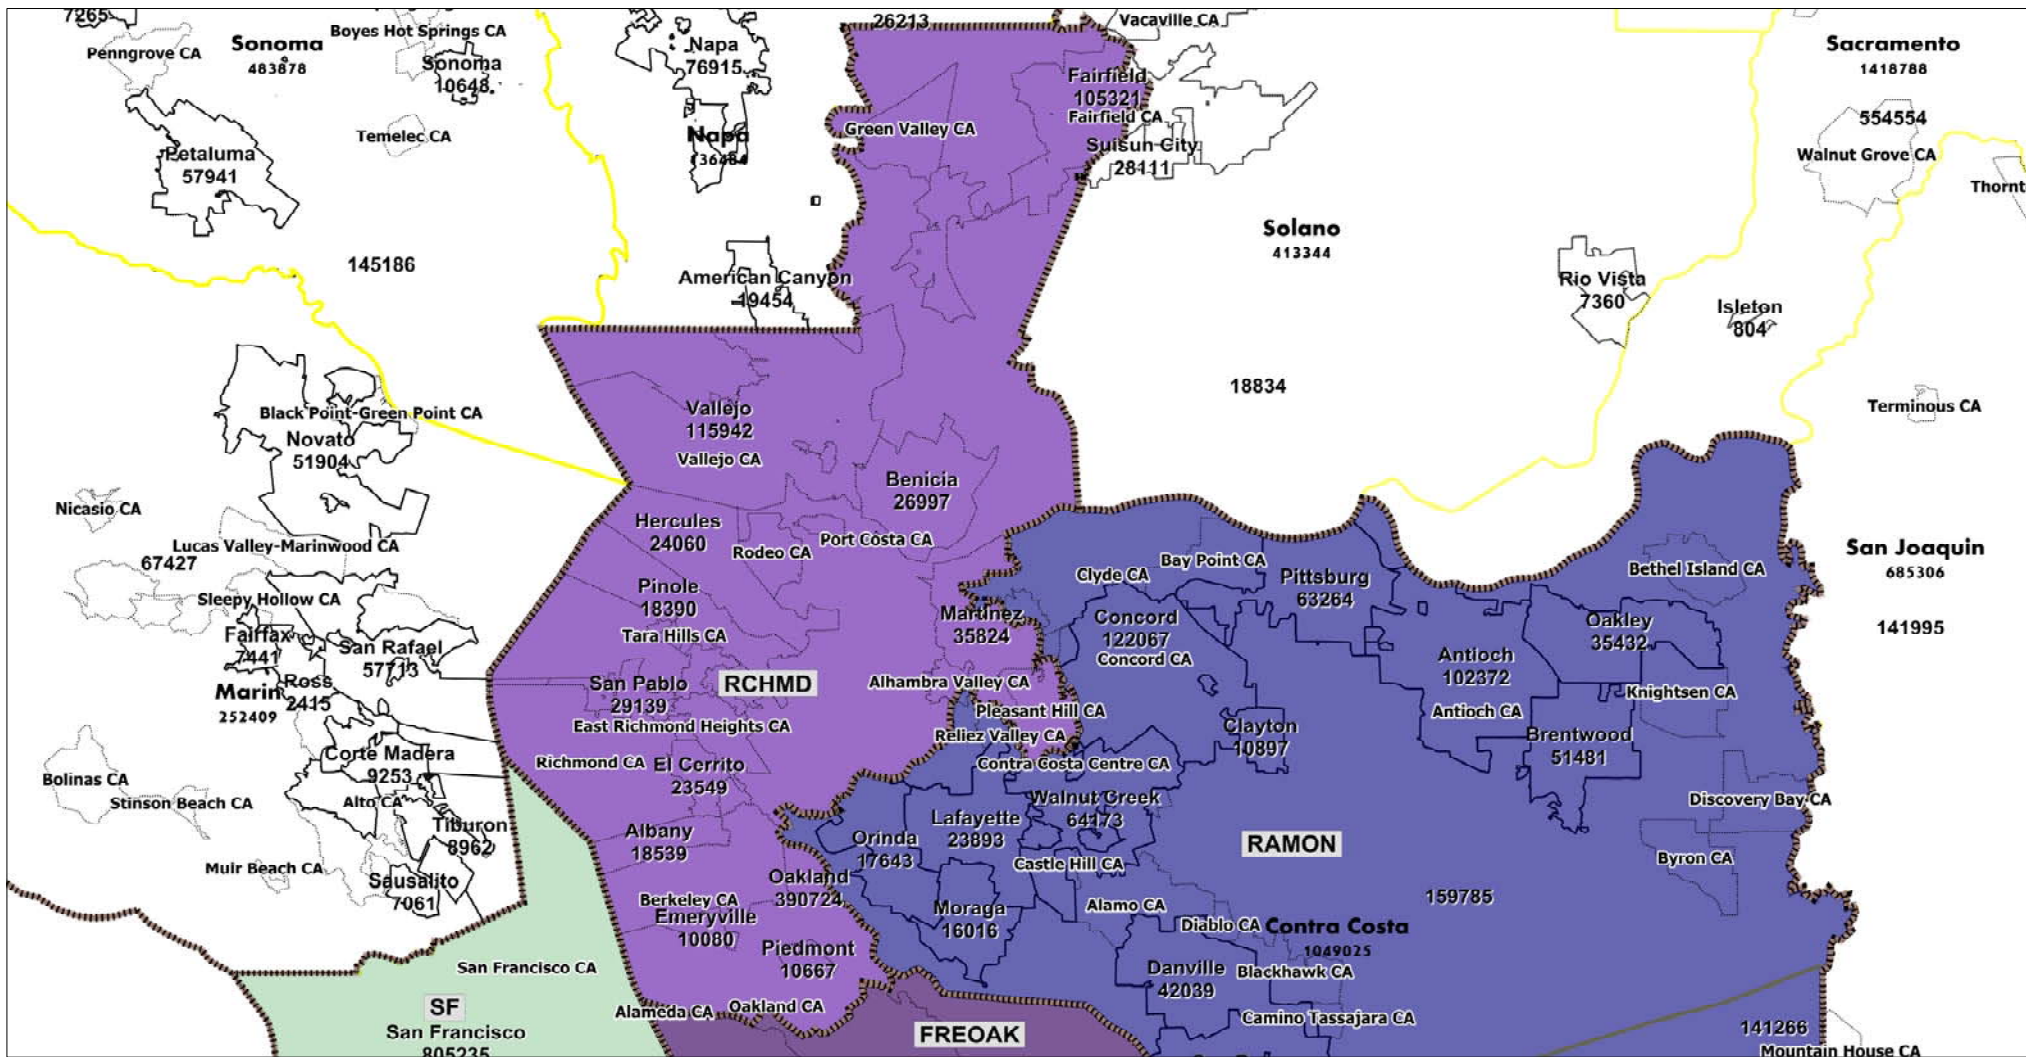 7265
Penngrove CA
Sonoma
483878
Boyes Hot Springs CA
Sonoma
10648
Temelec CA
Petaluma
57941
145186
Napa
76915
Napa
136484
American Canyon
19454
26213
Vacaville CA
Fairfield
105321
Fairfield CA
Green Valley CA
Suisun City
28111
Solano
413344
18834
Sacramento
1418788
554554
Walnut Grove CA
Thornt
Rio Vista
7360
Isleton
804
Terminous CA
San Joaquin
685306
141995
Black Point-Green Point CA
Novato
51904
Nicasio CA
Lucas Valley-Marinwood CA
67427
Sleepy Hollow CA
Fairfax
7441
San Rafael
57713
Ross
2415
Marin
252409
Corte Madera
9253
Bolinas CA
Stinson Beach CA
Alto CA
Tiburon
8962
Muir Beach CA
Sausalito
7061
Vallejo
115942
Vallejo CA
Benicia
26997
Hercules
24060
Rodeo CA
Port Costa CA
Pinole
18390
Tara Hills CA
Martinez
35824
San Pablo
29139
RCHMD
Alhambra Valley CA
East Richmond Heights CA
Pleasant Hill CA
Reliez Valley CA
Richmond CA
El Cerrito
23549
Contra Costa Centre CA
Albany
18539
Oakland
390724
Berkeley CA
Emeryville
10080
Piedmont
10667
Alameda CA
Oakland CA
San Francisco CA
SF
San Francisco
805235
FREOAK
Clyde CA
Bay Point CA
Pittsburg
63264
Concord
122067
Concord CA
Bethel Island CA
Oakley
35432
Antioch
102372
Antioch CA
Knightsen CA
Clayton
10897
Brentwood
51481
Discovery Bay CA
Walnut Creek
64173
Lafayette
23893
Orinda
17643
Castle Hill CA
RAMON
Byron CA
Moraga
16016
Alamo CA
159785
Diablo CA
Contra Costa
1049025
Danville
42039
Blackhawk CA
Camino Tassajara CA
141266
Mountain House CA